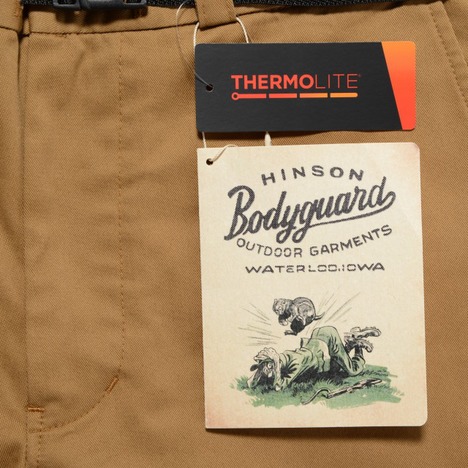 THERMOLITE
HINSON
Bodyguard
OUTDOOR GARMENTS
WATERLOO.IOWA